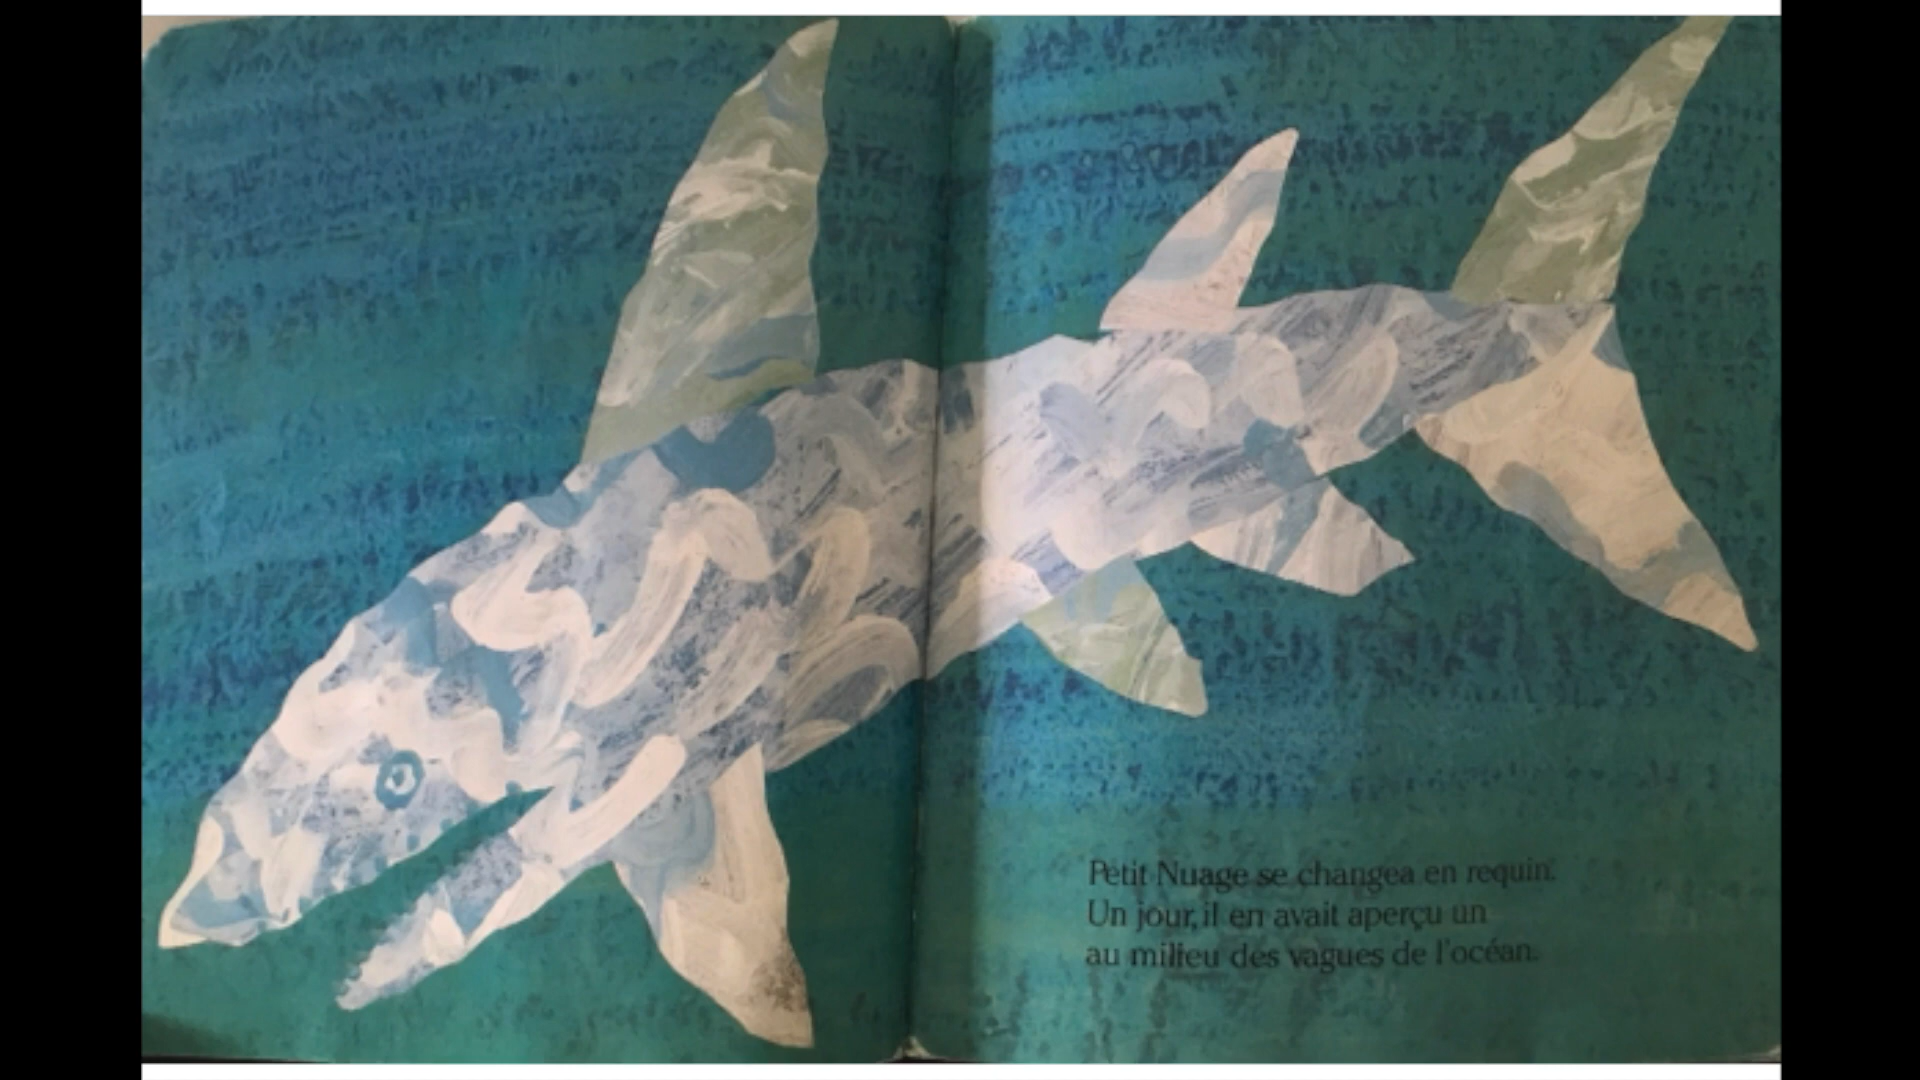 Petit Nuage se changea en requin.
Un jour, il en avait aperçu un
au milieu des vagues de l'océan.